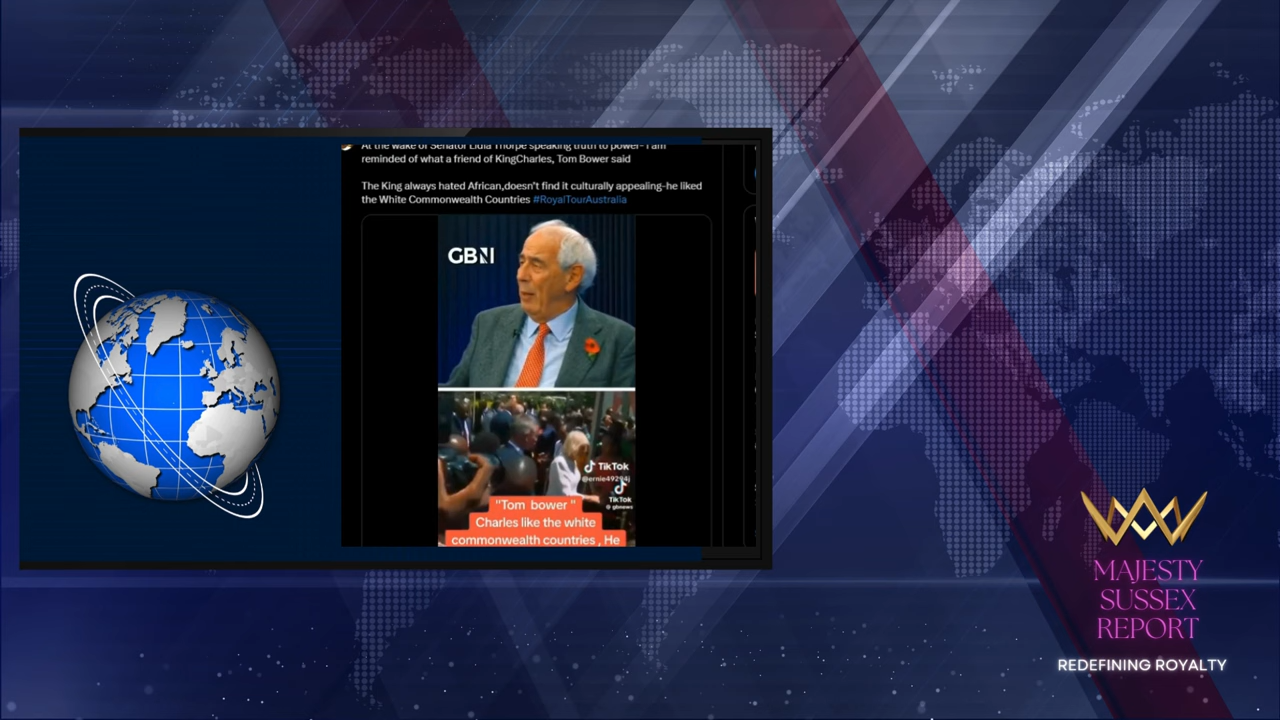 At the wake of Senator Lidia Thorpe speaking truth to power- I am
reminded of what a friend of KingCharles, Tom Bower said
The King always hated African,doesn't find it culturally appealing-he liked
the White Commonwealth Countries #RoyalTourAustralia
GBN
TikTok
@ernie49294j
TikTok
@gbnews
"Tom bower "
Charles like the white
commonwealth countries , He
MAJESTY
SUSSEX
REPORT
REDEFINING ROYALTY